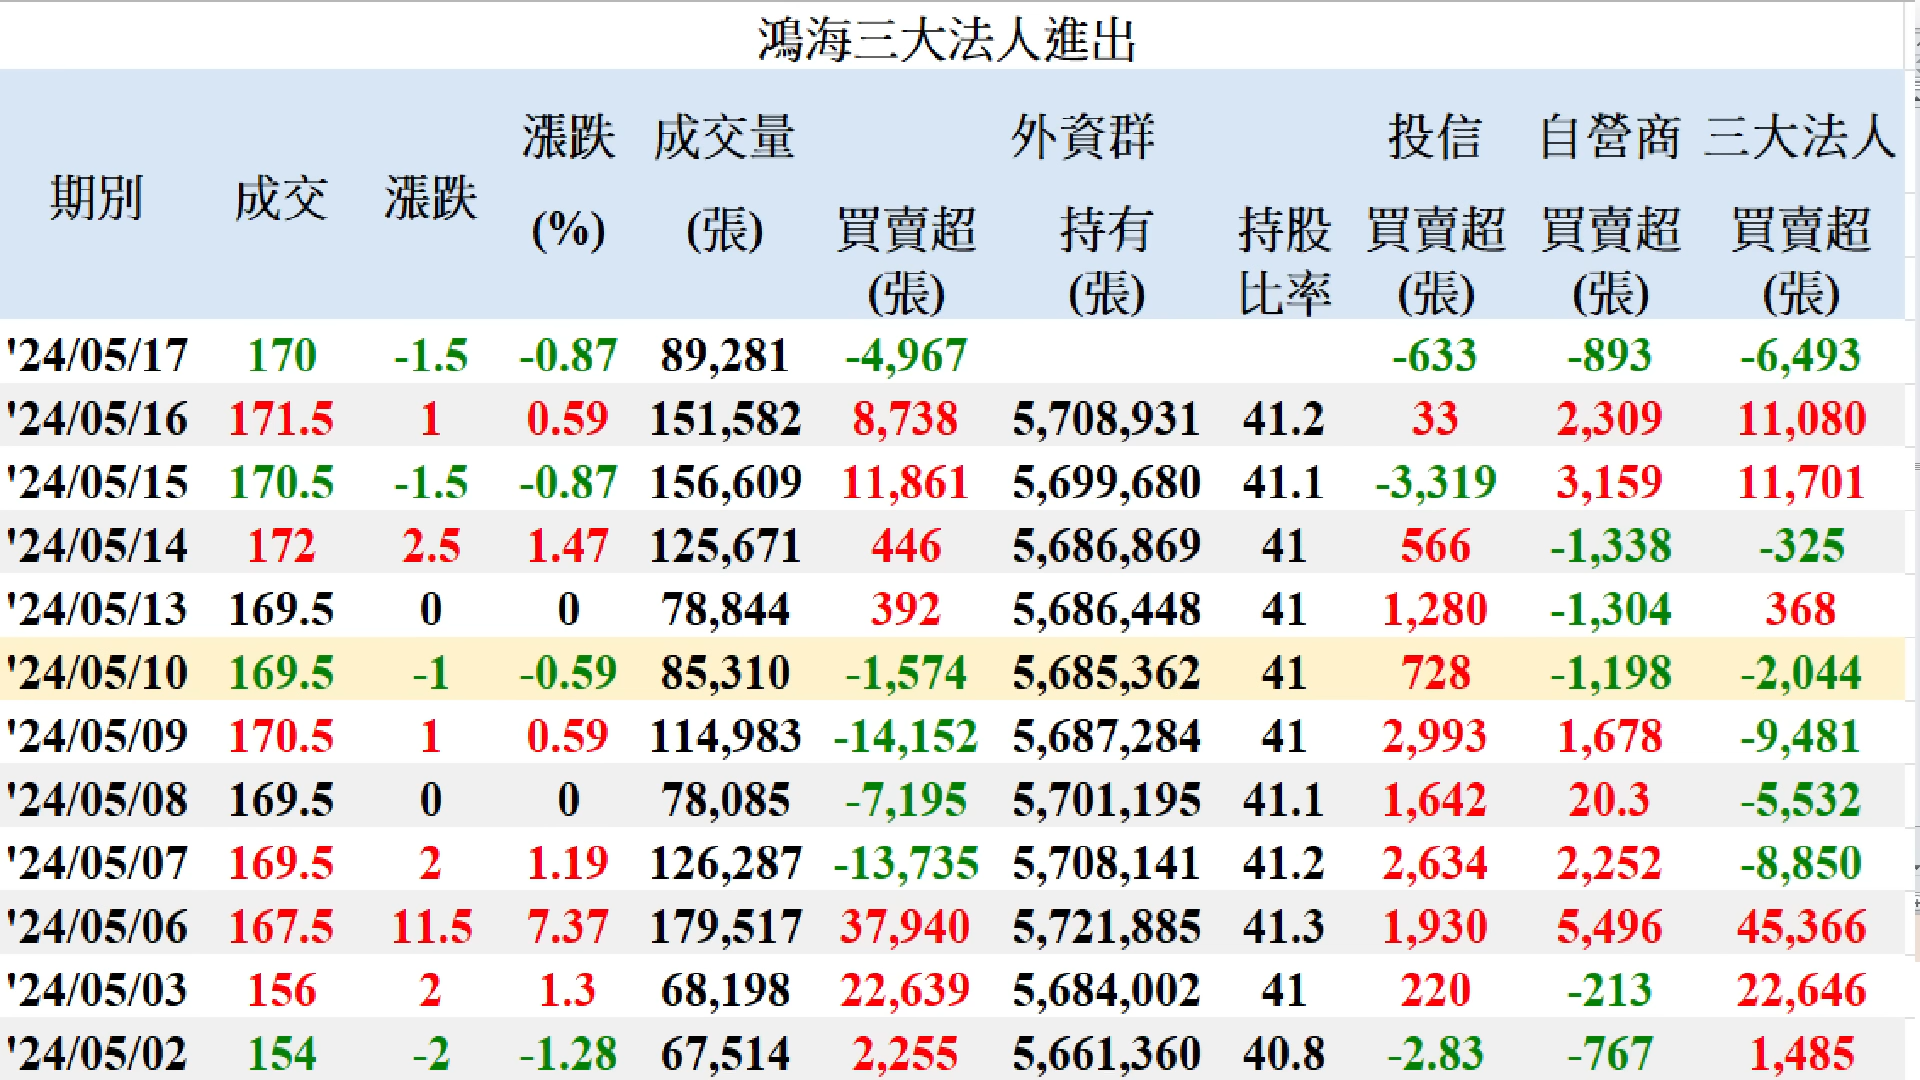 鴻海三大法人進出
期別 成交 漲跌 漲跌 (%) 成交量 (張) 外資群 投信 自營商 三大法人
買賣超 (張) 持有 (張) 持股 比率 買賣超 (張) 買賣超 (張) 買賣超 (張)
'24/05/17 170 -1.5 -0.87 89,281 -4,967 -633 -893 -6,493
'24/05/16 171.5 1 0.59 151,582 8,738 5,708,931 41.2 33 2,309 11,080
'24/05/15 170.5 -1.5 -0.87 156,609 11,861 5,699,680 41.1 -3,319 3,159 11,701
'24/05/14 172 2.5 1.47 125,671 446 5,686,869 41 566 -1,338 -325
'24/05/13 169.5 0 0 78,844 392 5,686,448 41 1,280 -1,304 368
'24/05/10 169.5 -1 -0.59 85,310 -1,574 5,685,362 41 728 -1,198 -2,044
'24/05/09 170.5 1 0.59 114,983 -14,152 5,687,284 41 2,993 1,678 -9,481
'24/05/08 169.5 0 0 78,085 -7,195 5,701,195 41.1 1,642 20.3 -5,532
'24/05/07 169.5 2 1.19 126,287 -13,735 5,708,141 41.2 2,634 2,252 -8,850
'24/05/06 167.5 11.5 7.37 179,517 37,940 5,721,885 41.3 1,930 5,496 45,366
'24/05/03 156 2 1.3 68,198 22,639 5,684,002 41 220 -213 22,646
'24/05/02 154 -2 -1.28 67,514 2,255 5,661,360 40.8 -2.83 -767 1,485